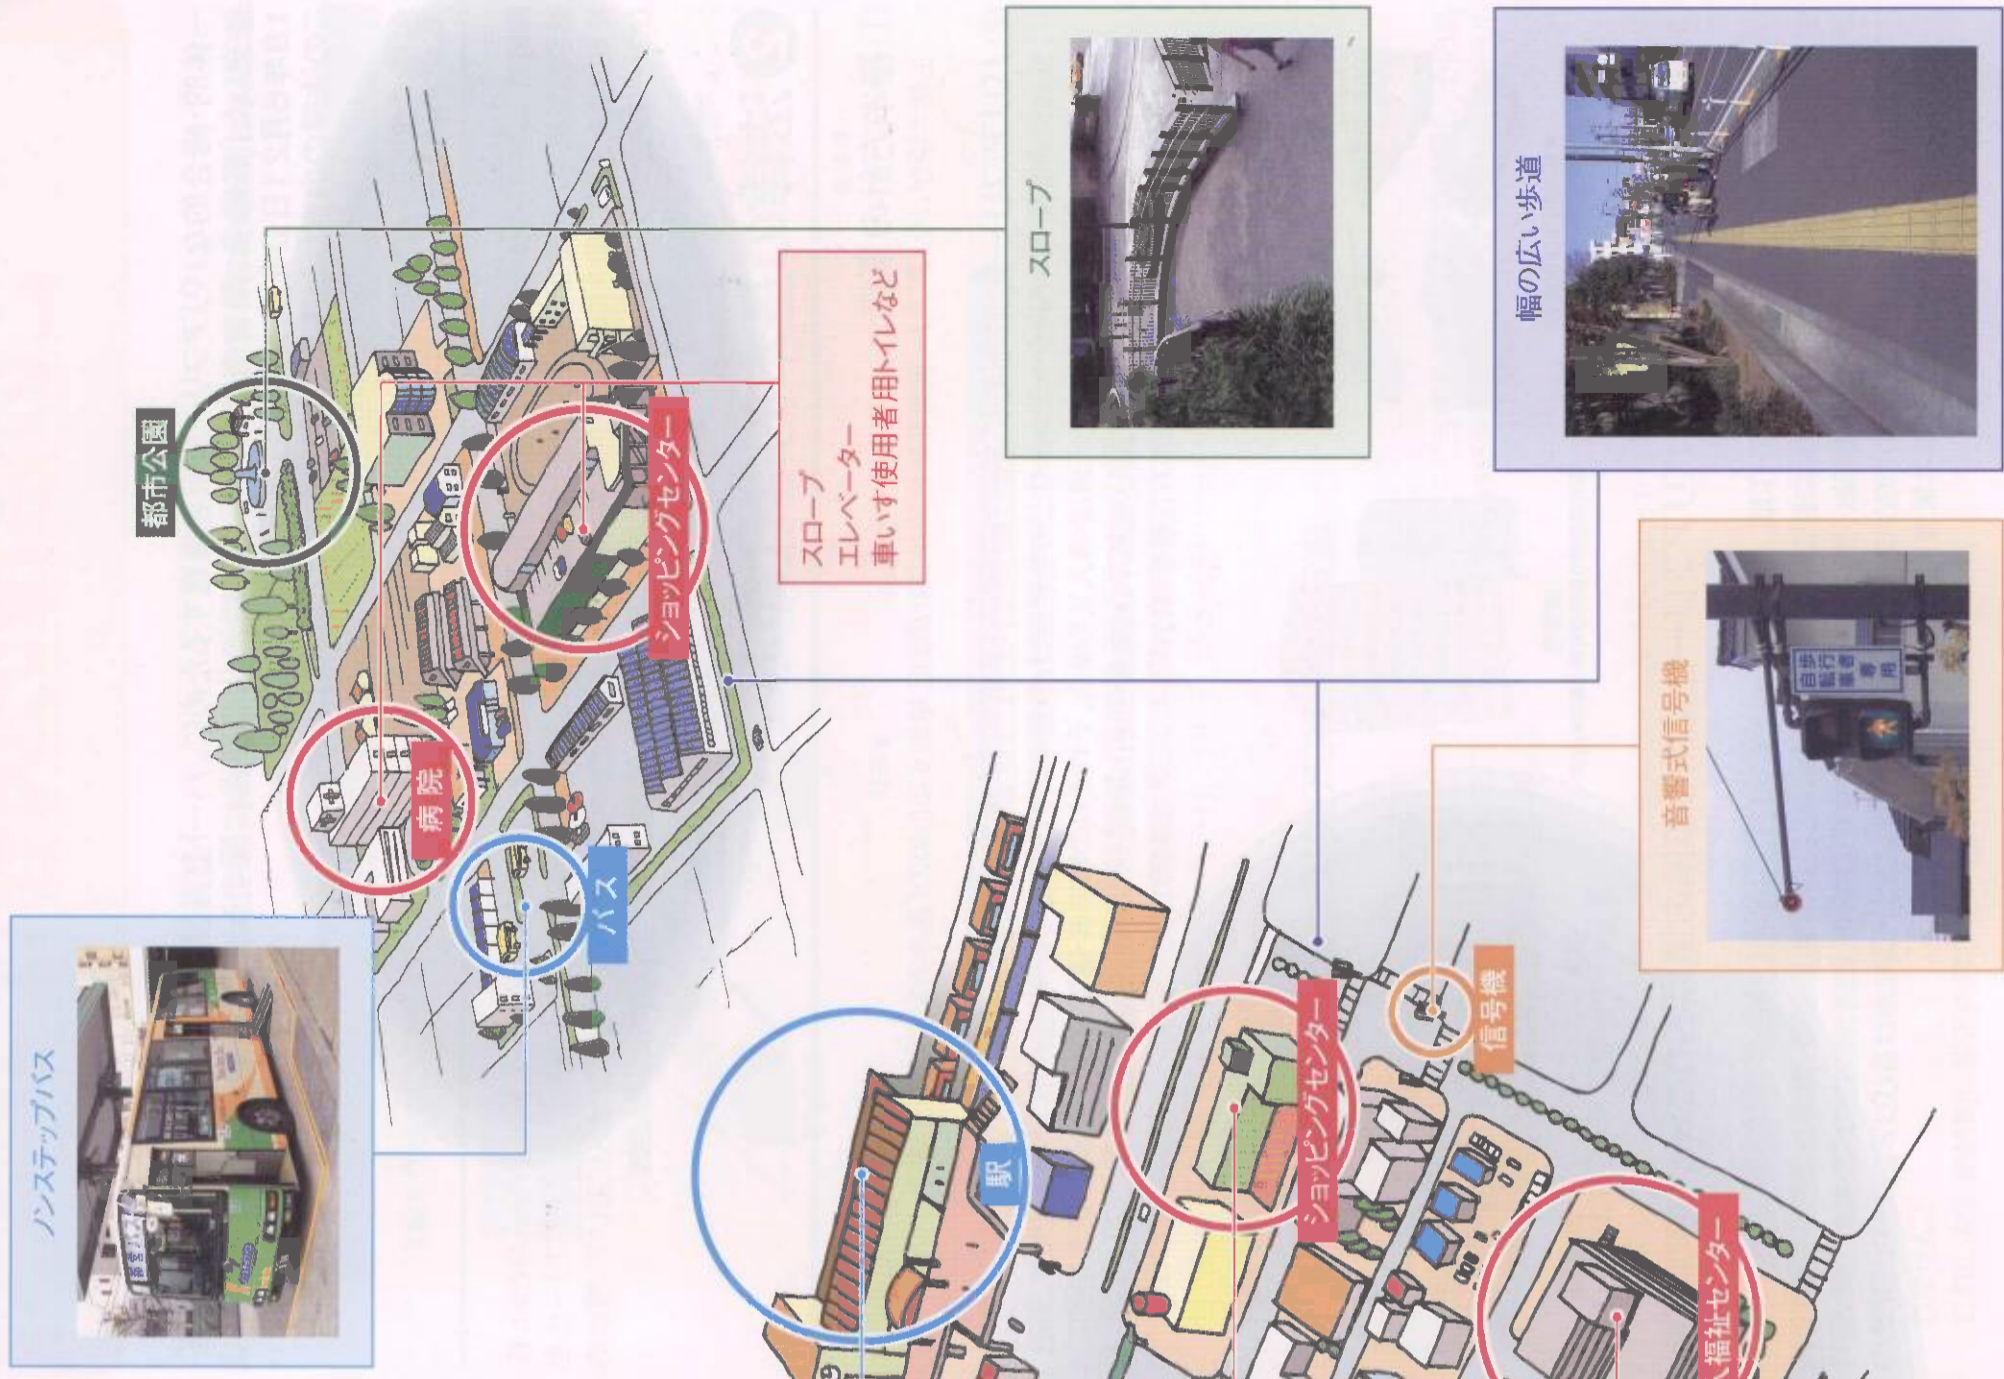 ノンステップバス
都営バス
都市公園
病院
バス
ショッピングセンター
スロープ
エレベーター
車いす使用者用トイレなど
スロープ
幅の広い歩道
音響式信号機
歩行者
自転車
専用
駅
ショッピングセンター
信号機
福祉センター